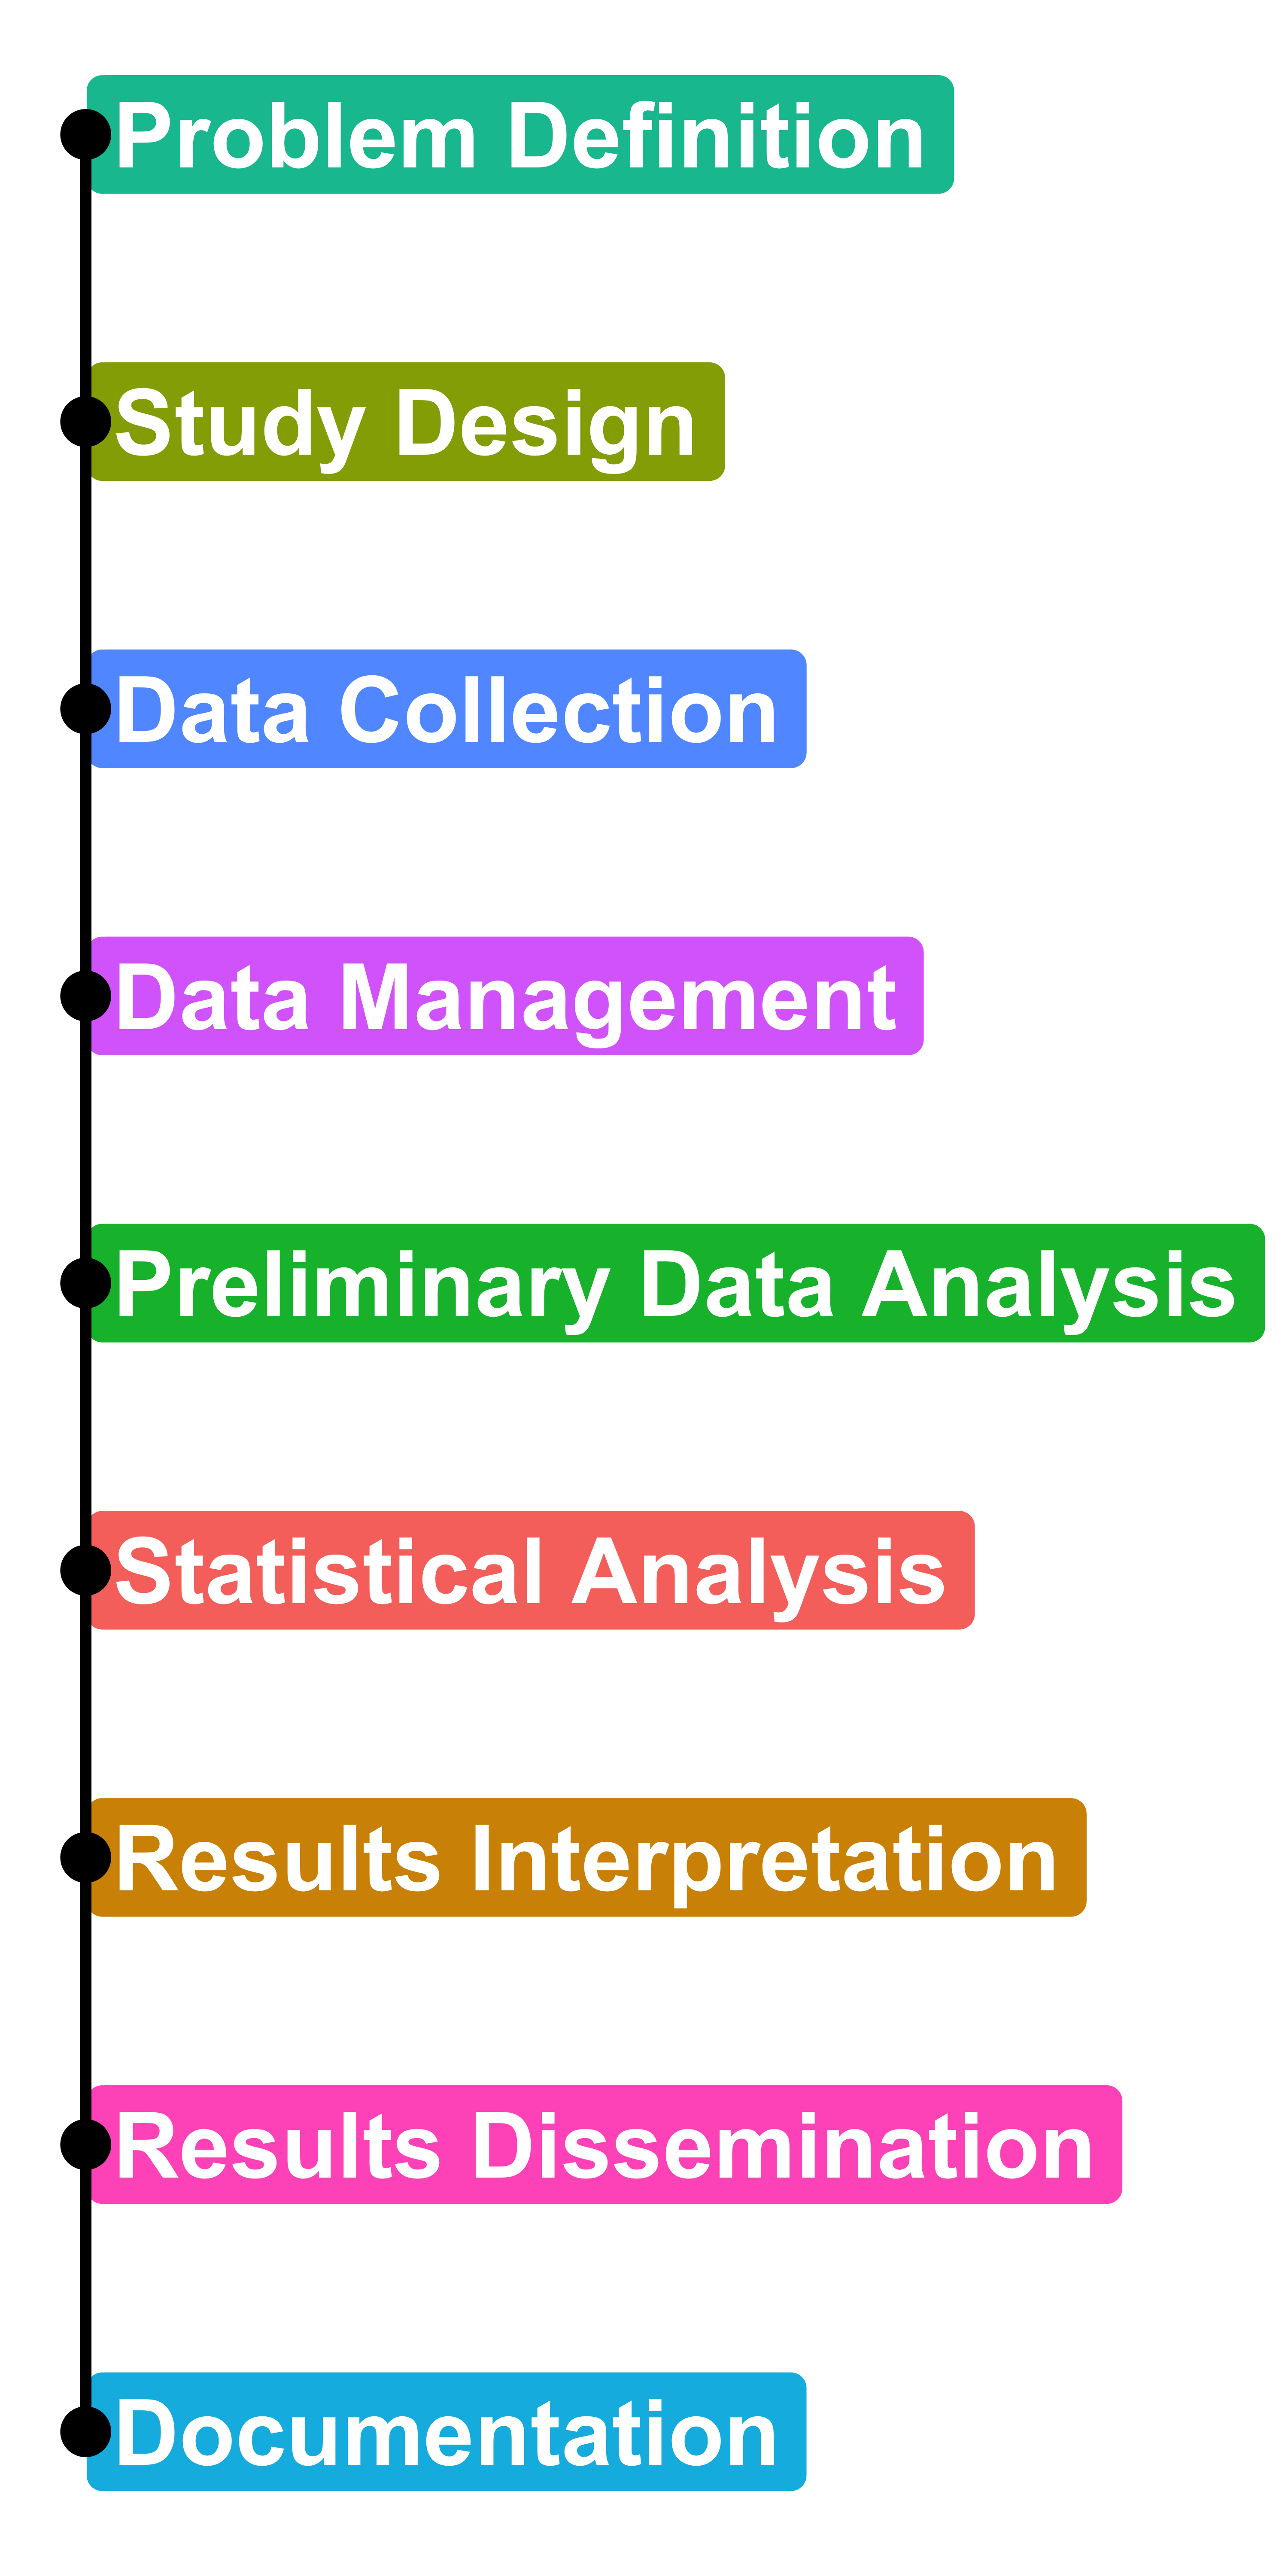 Problem Definition
Study Design
Data Collection
Data Management
Preliminary Data Analysis
Statistical Analysis
Results Interpretation
Results Dissemination
Documentation